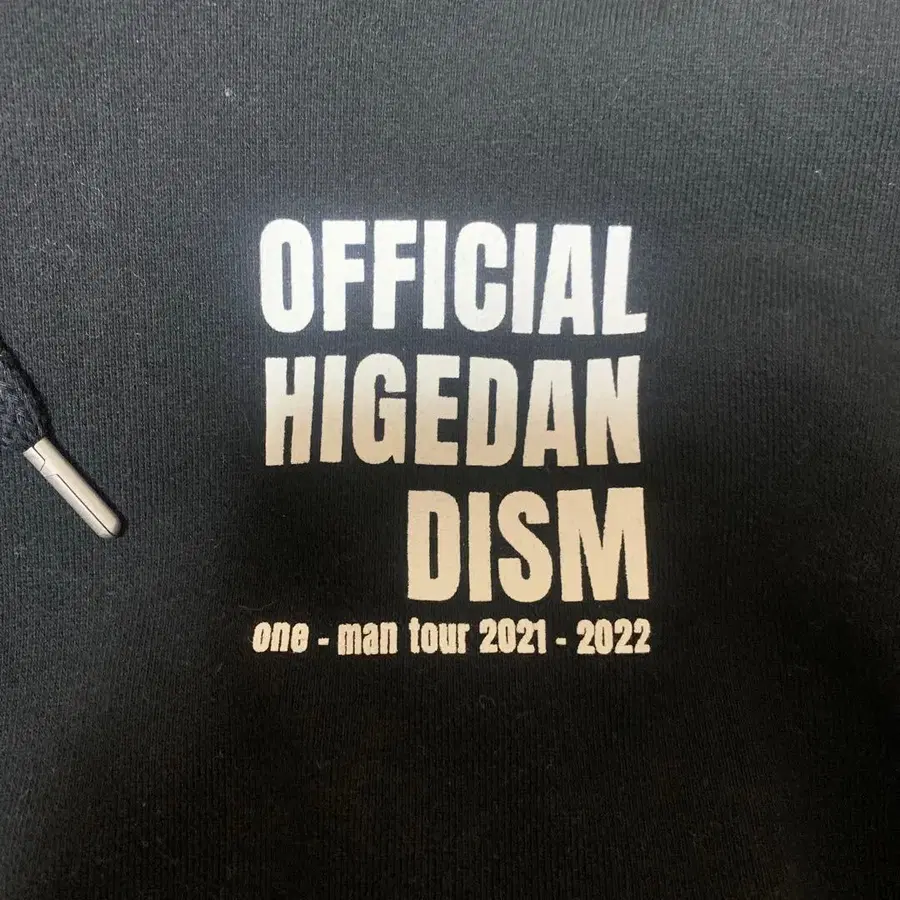 OFFICIAL
HIGEDAN
DISM
one - man tour 2021 - 2022